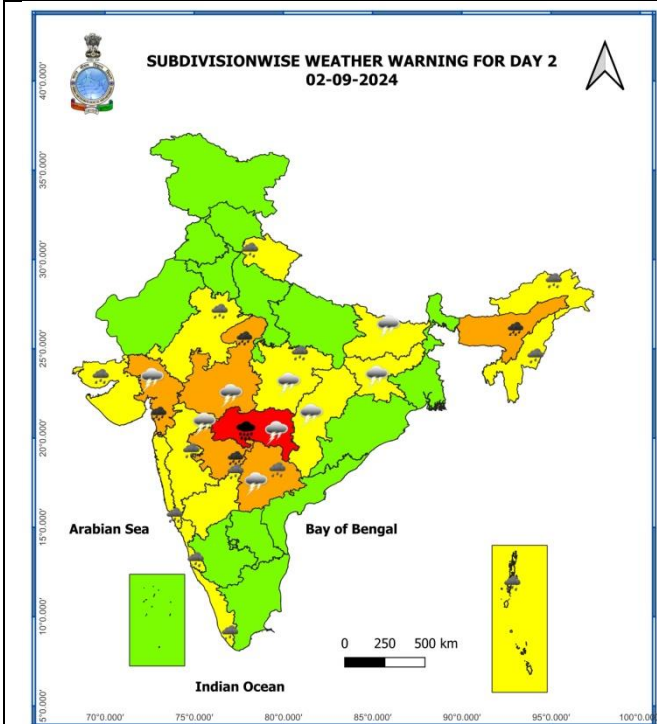 SUBDIVISIONWISE WEATHER WARNING FOR DAY 2
02-09-2024
40°0.000'
35°0.000'
30°0.000'
25°0.000'
20°0.000'
15°0.000'
10°0.000'
5°0.000'
Arabian Sea
Bay of Bengal
0 250 500 km
Indian Ocean
70°0.000' 75°0.000' 80°0.000' 85°0.000' 90°0.000' 95°0.000' 100°0.00